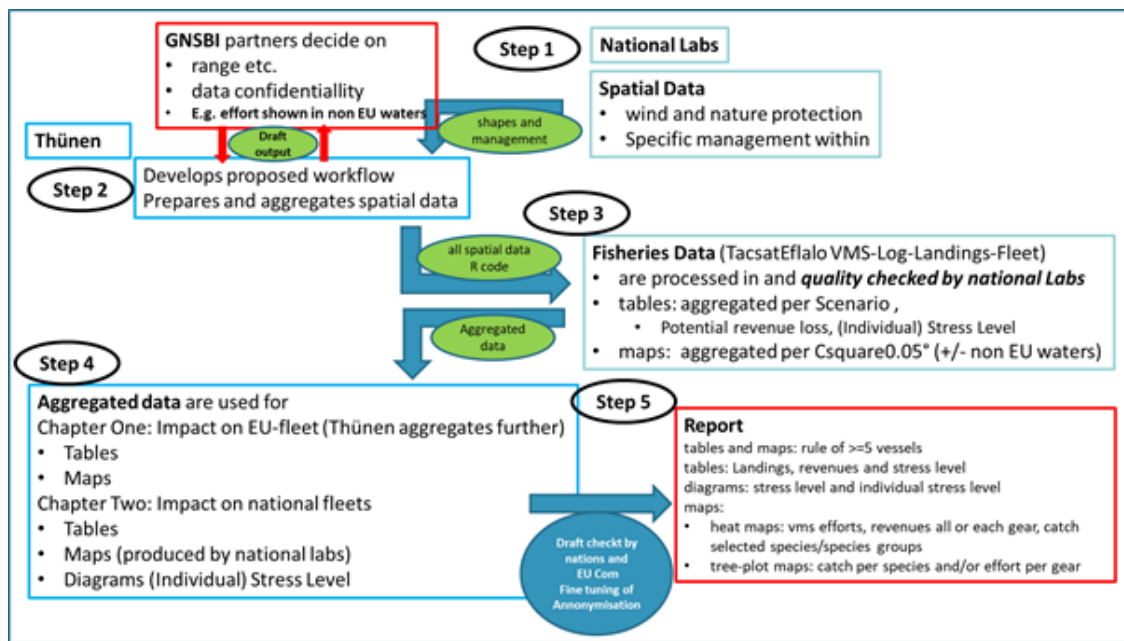 GNSBI partners decide on
• range etc.
• data confidentiallity
• E.g. effort shown in non EU waters
Step 1
National Labs
Spatial Data
• wind and nature protection
• Specific management within
shapes and
management
Draft
output
Thünen
Step 2
Develops proposed workflow
Prepares and aggregates spatial data
Step 3
all spatial data
R code
Fisheries Data (TacsatEflalo VMS-Log-Landings-Fleet)
• are processed in and quality checked by national Labs
• tables: aggregated per Scenario ,
• Potential revenue loss, (Individual) Stress Level
• maps: aggregated per Csquare0.05° (+/- non EU waters)
Aggregated
data
Step 4
Aggregated data are used for
Chapter One: Impact on EU-fleet (Thünen aggregates further)
• Tables
• Maps
Chapter Two: Impact on national fleets
• Tables
• Maps (produced by national labs)
• Diagrams (Individual) Stress Level
Step 5
Draft checkt by
nations and
EU Com
Fine tuning of
Annonymisation
Report
tables and maps: rule of >=5 vessels
tables: Landings, revenues and stress level
diagrams: stress level and individual stress level
maps:
• heat maps: vms efforts, revenues all or each gear, catch
selected species/species groups
• tree-plot maps: catch per species and/or effort per gear